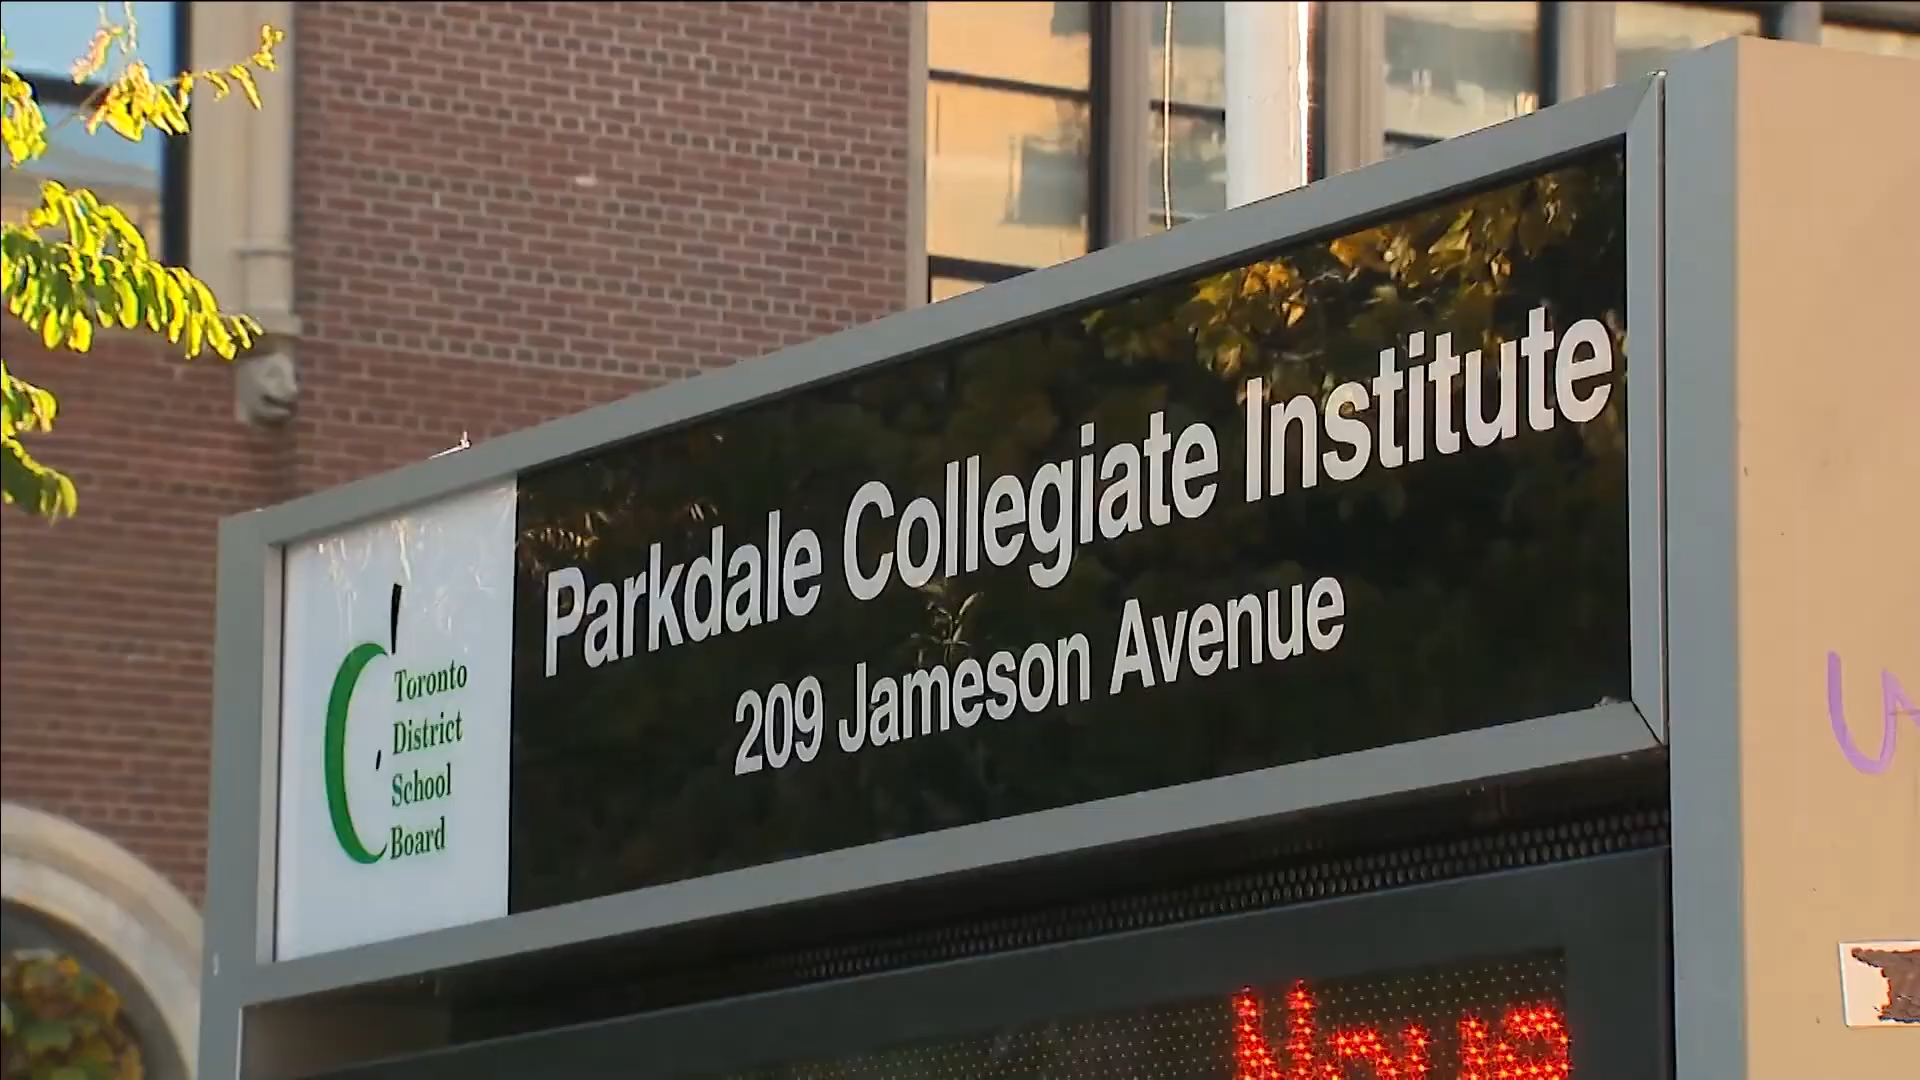 Parkdale Collegiate Institute
209 Jameson Avenue
Toronto
District
School
Board